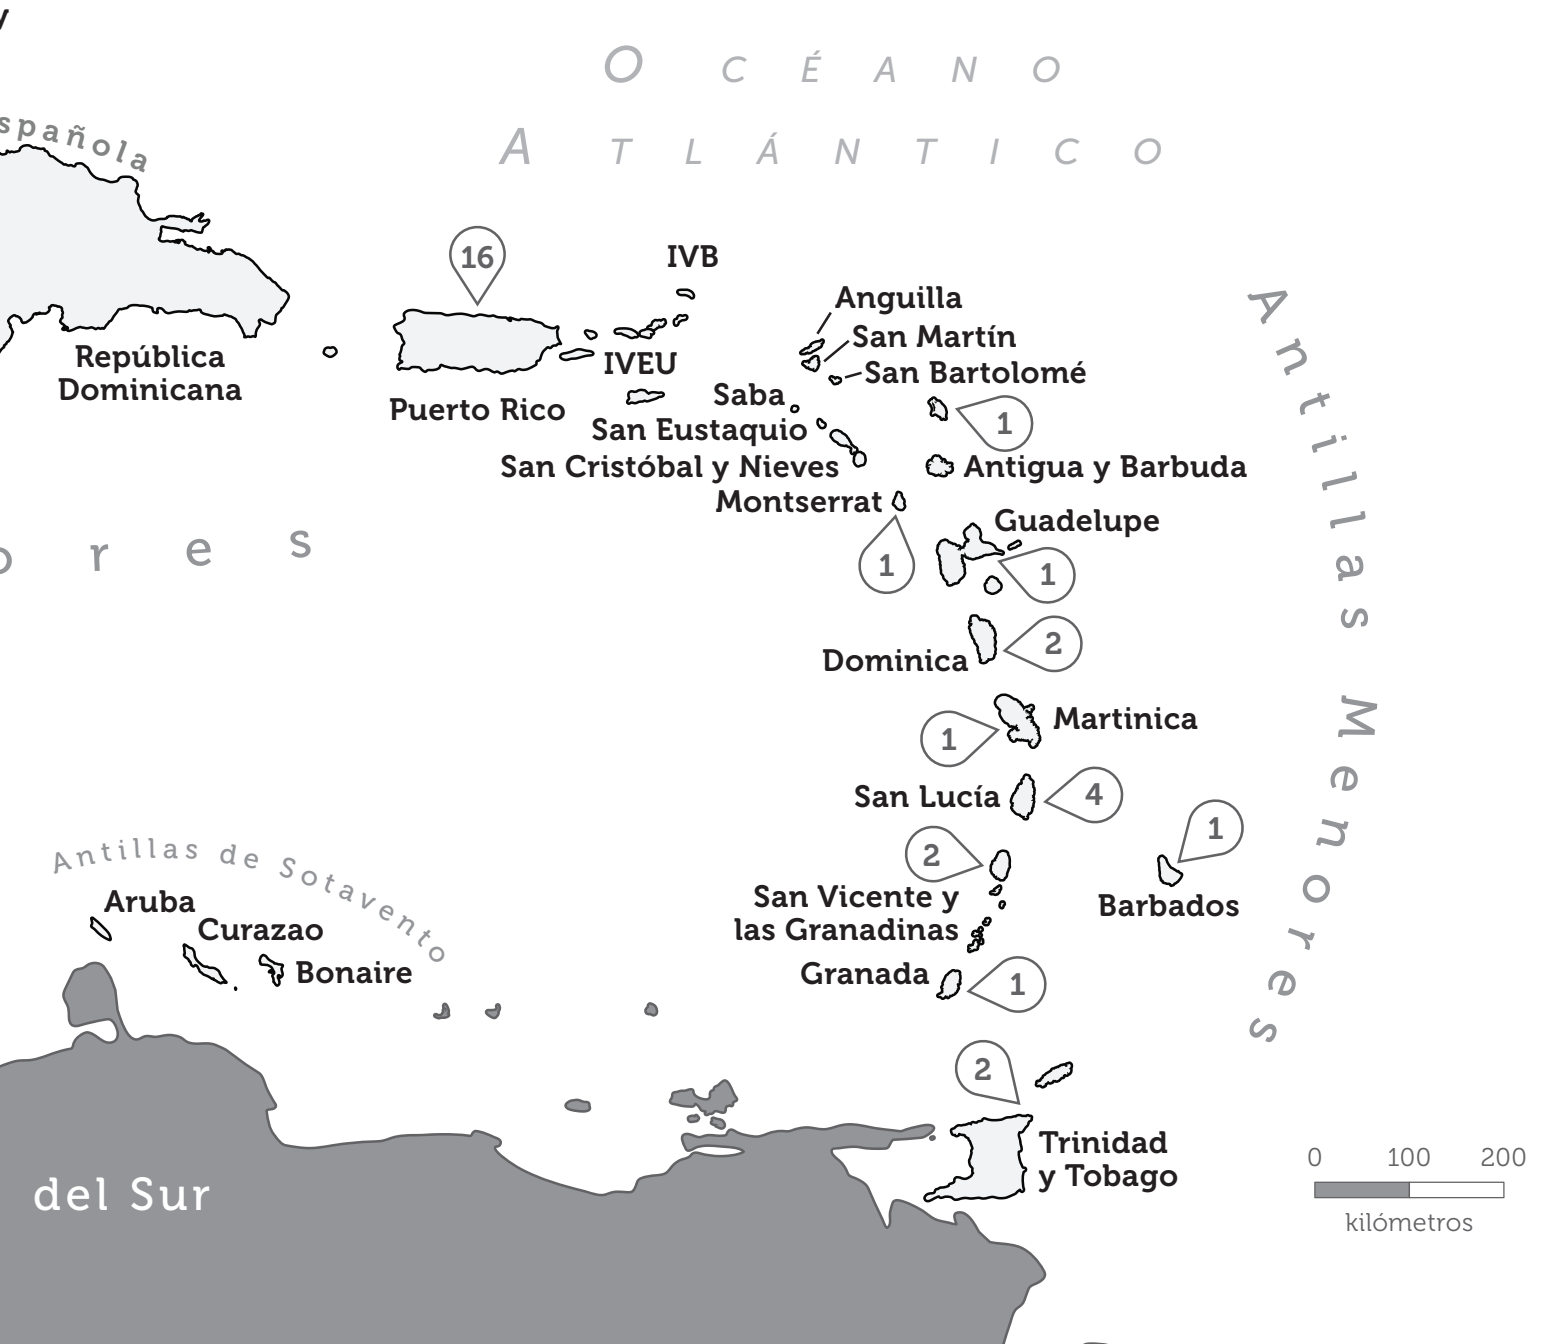 OCÉANO
ATLÁNTICO
spañola
16
IVB
Anguilla
San Martín
San Bartolomé
República
Dominicana
IVEU
Puerto Rico
Saba
San Eustaquio
1
San Cristóbal y Nieves
Antigua y Barbuda
Montserrat
Guadelupe
1
1
ores
Dominica
2
Martinica
1
San Lucía
4
2
1
San Vicente y
las Granadinas
Barbados
Granada
1
Antillas Menores
Antillas de Sotavento
Aruba
Curazao
Bonaire
2
Trinidad
y Tobago
del Sur
0 100 200
kilómetros